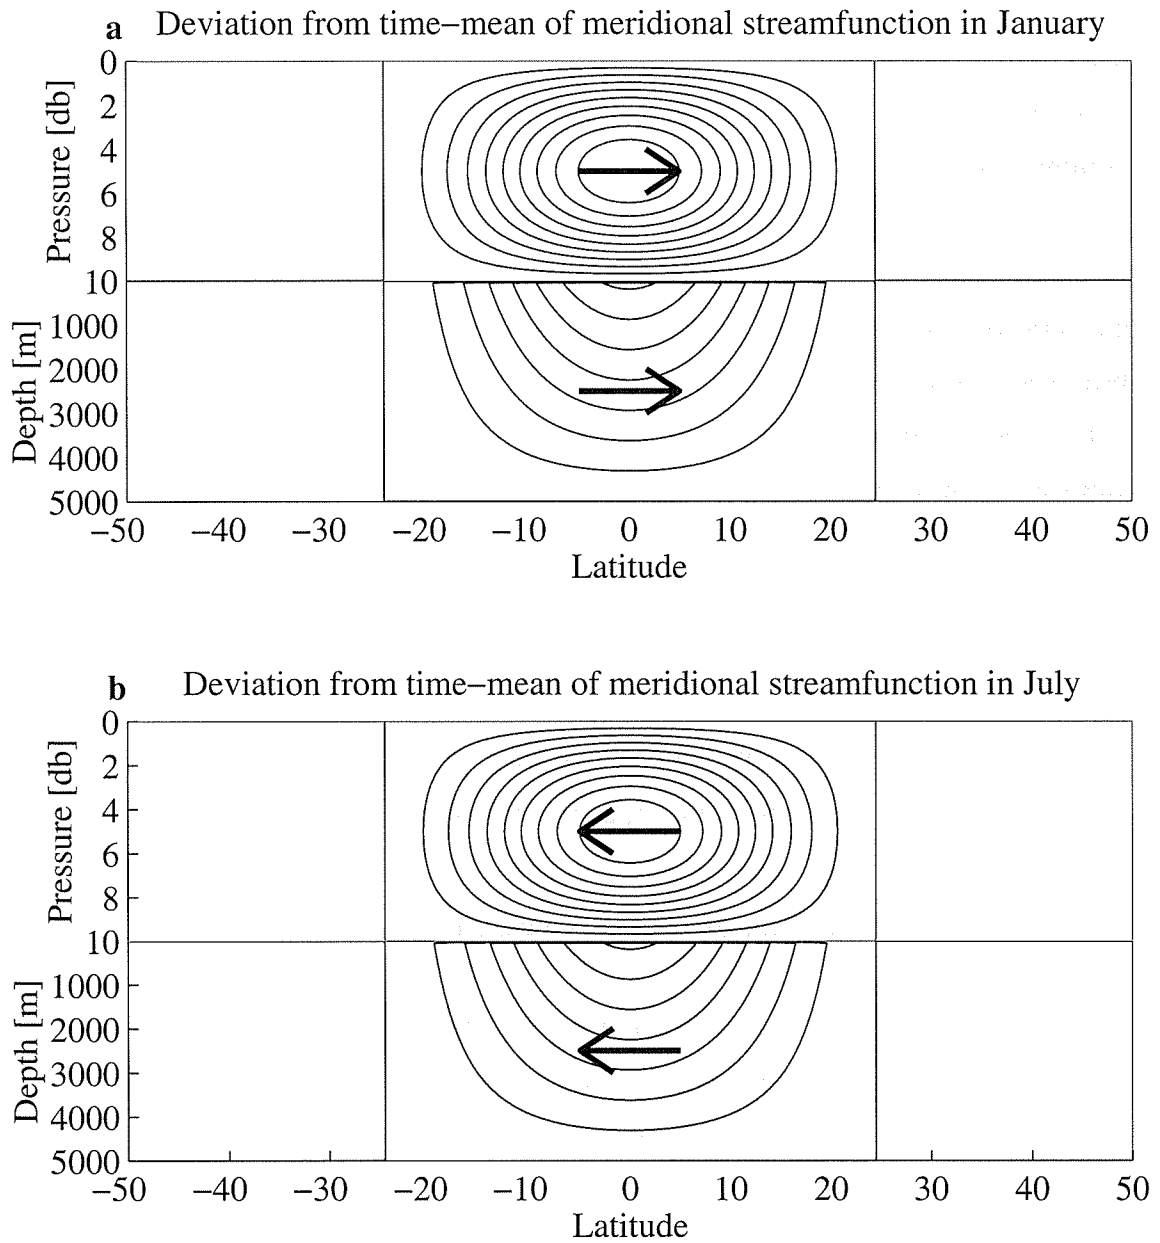 a Deviation from time−mean of meridional streamfunction in January
Pressure [db]
0
2
4
6
8
10
Depth [m]
1000
2000
3000
4000
5000
−50 −40 −30 −20 −10 0 10 20 30 40 50
Latitude
b Deviation from time−mean of meridional streamfunction in July
Pressure [db]
0
2
4
6
8
10
Depth [m]
1000
2000
3000
4000
5000
−50 −40 −30 −20 −10 0 10 20 30 40 50
Latitude